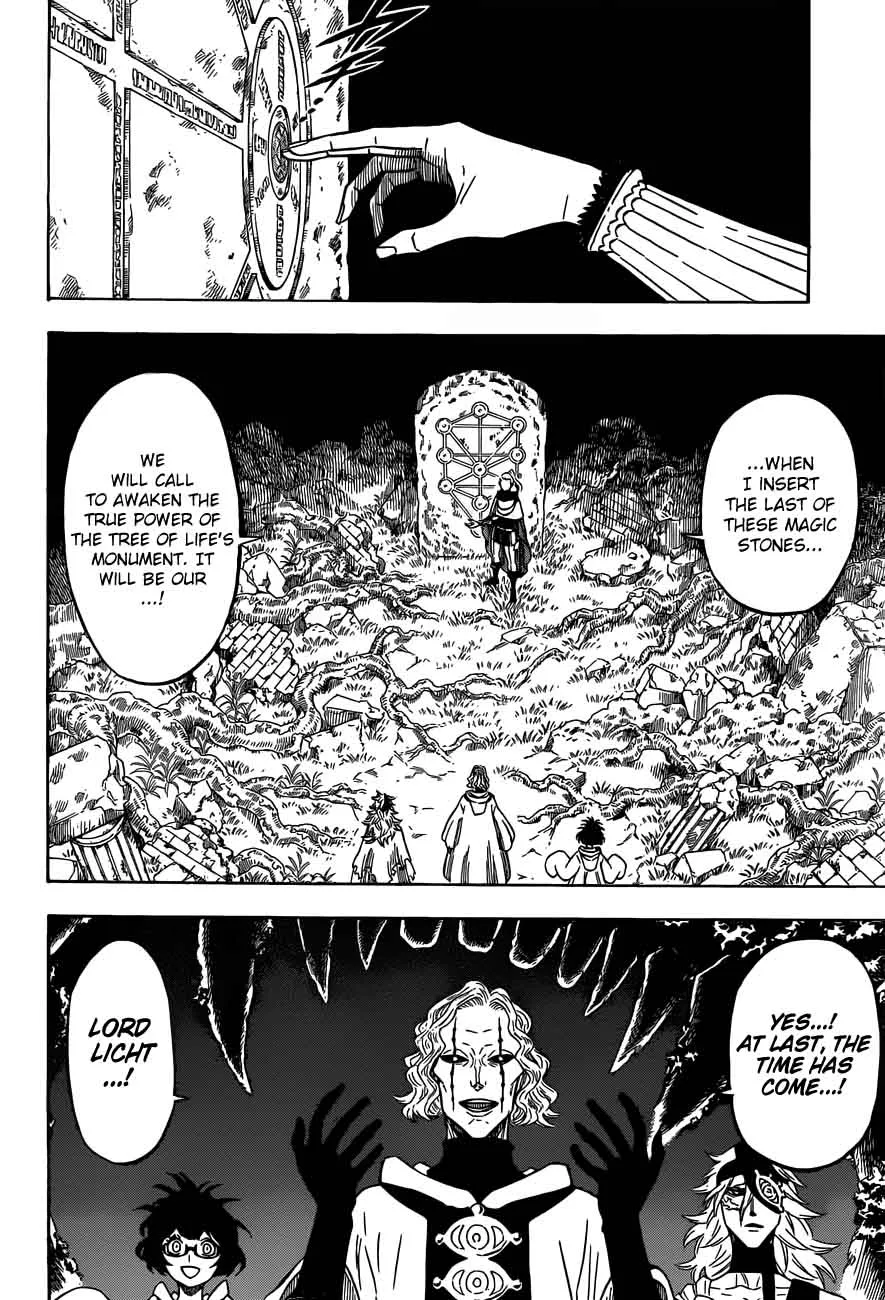 ...WHEN
I INSERT
THE LAST OF
THESE MAGIC
STONES...
WE
WILL CALL
TO AWAKEN THE
TRUE POWER OF
THE TREE OF LIFE'S
MONUMENT. IT
WILL BE OUR
...!
YES...!
AT LAST, THE
TIME HAS
COME...!
LORD
LICHT
...!